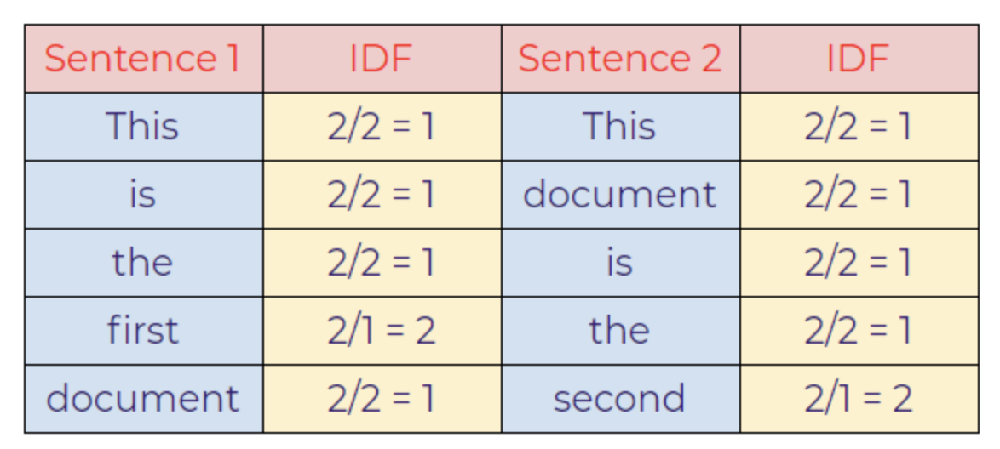 Sentence 1 IDF Sentence 2 IDF
This 2/2 = 1 This 2/2 = 1
is 2/2 = 1 document 2/2 = 1
the 2/2 = 1 is 2/2 = 1
first 2/1 = 2 the 2/2 = 1
document 2/2 = 1 second 2/1 = 2